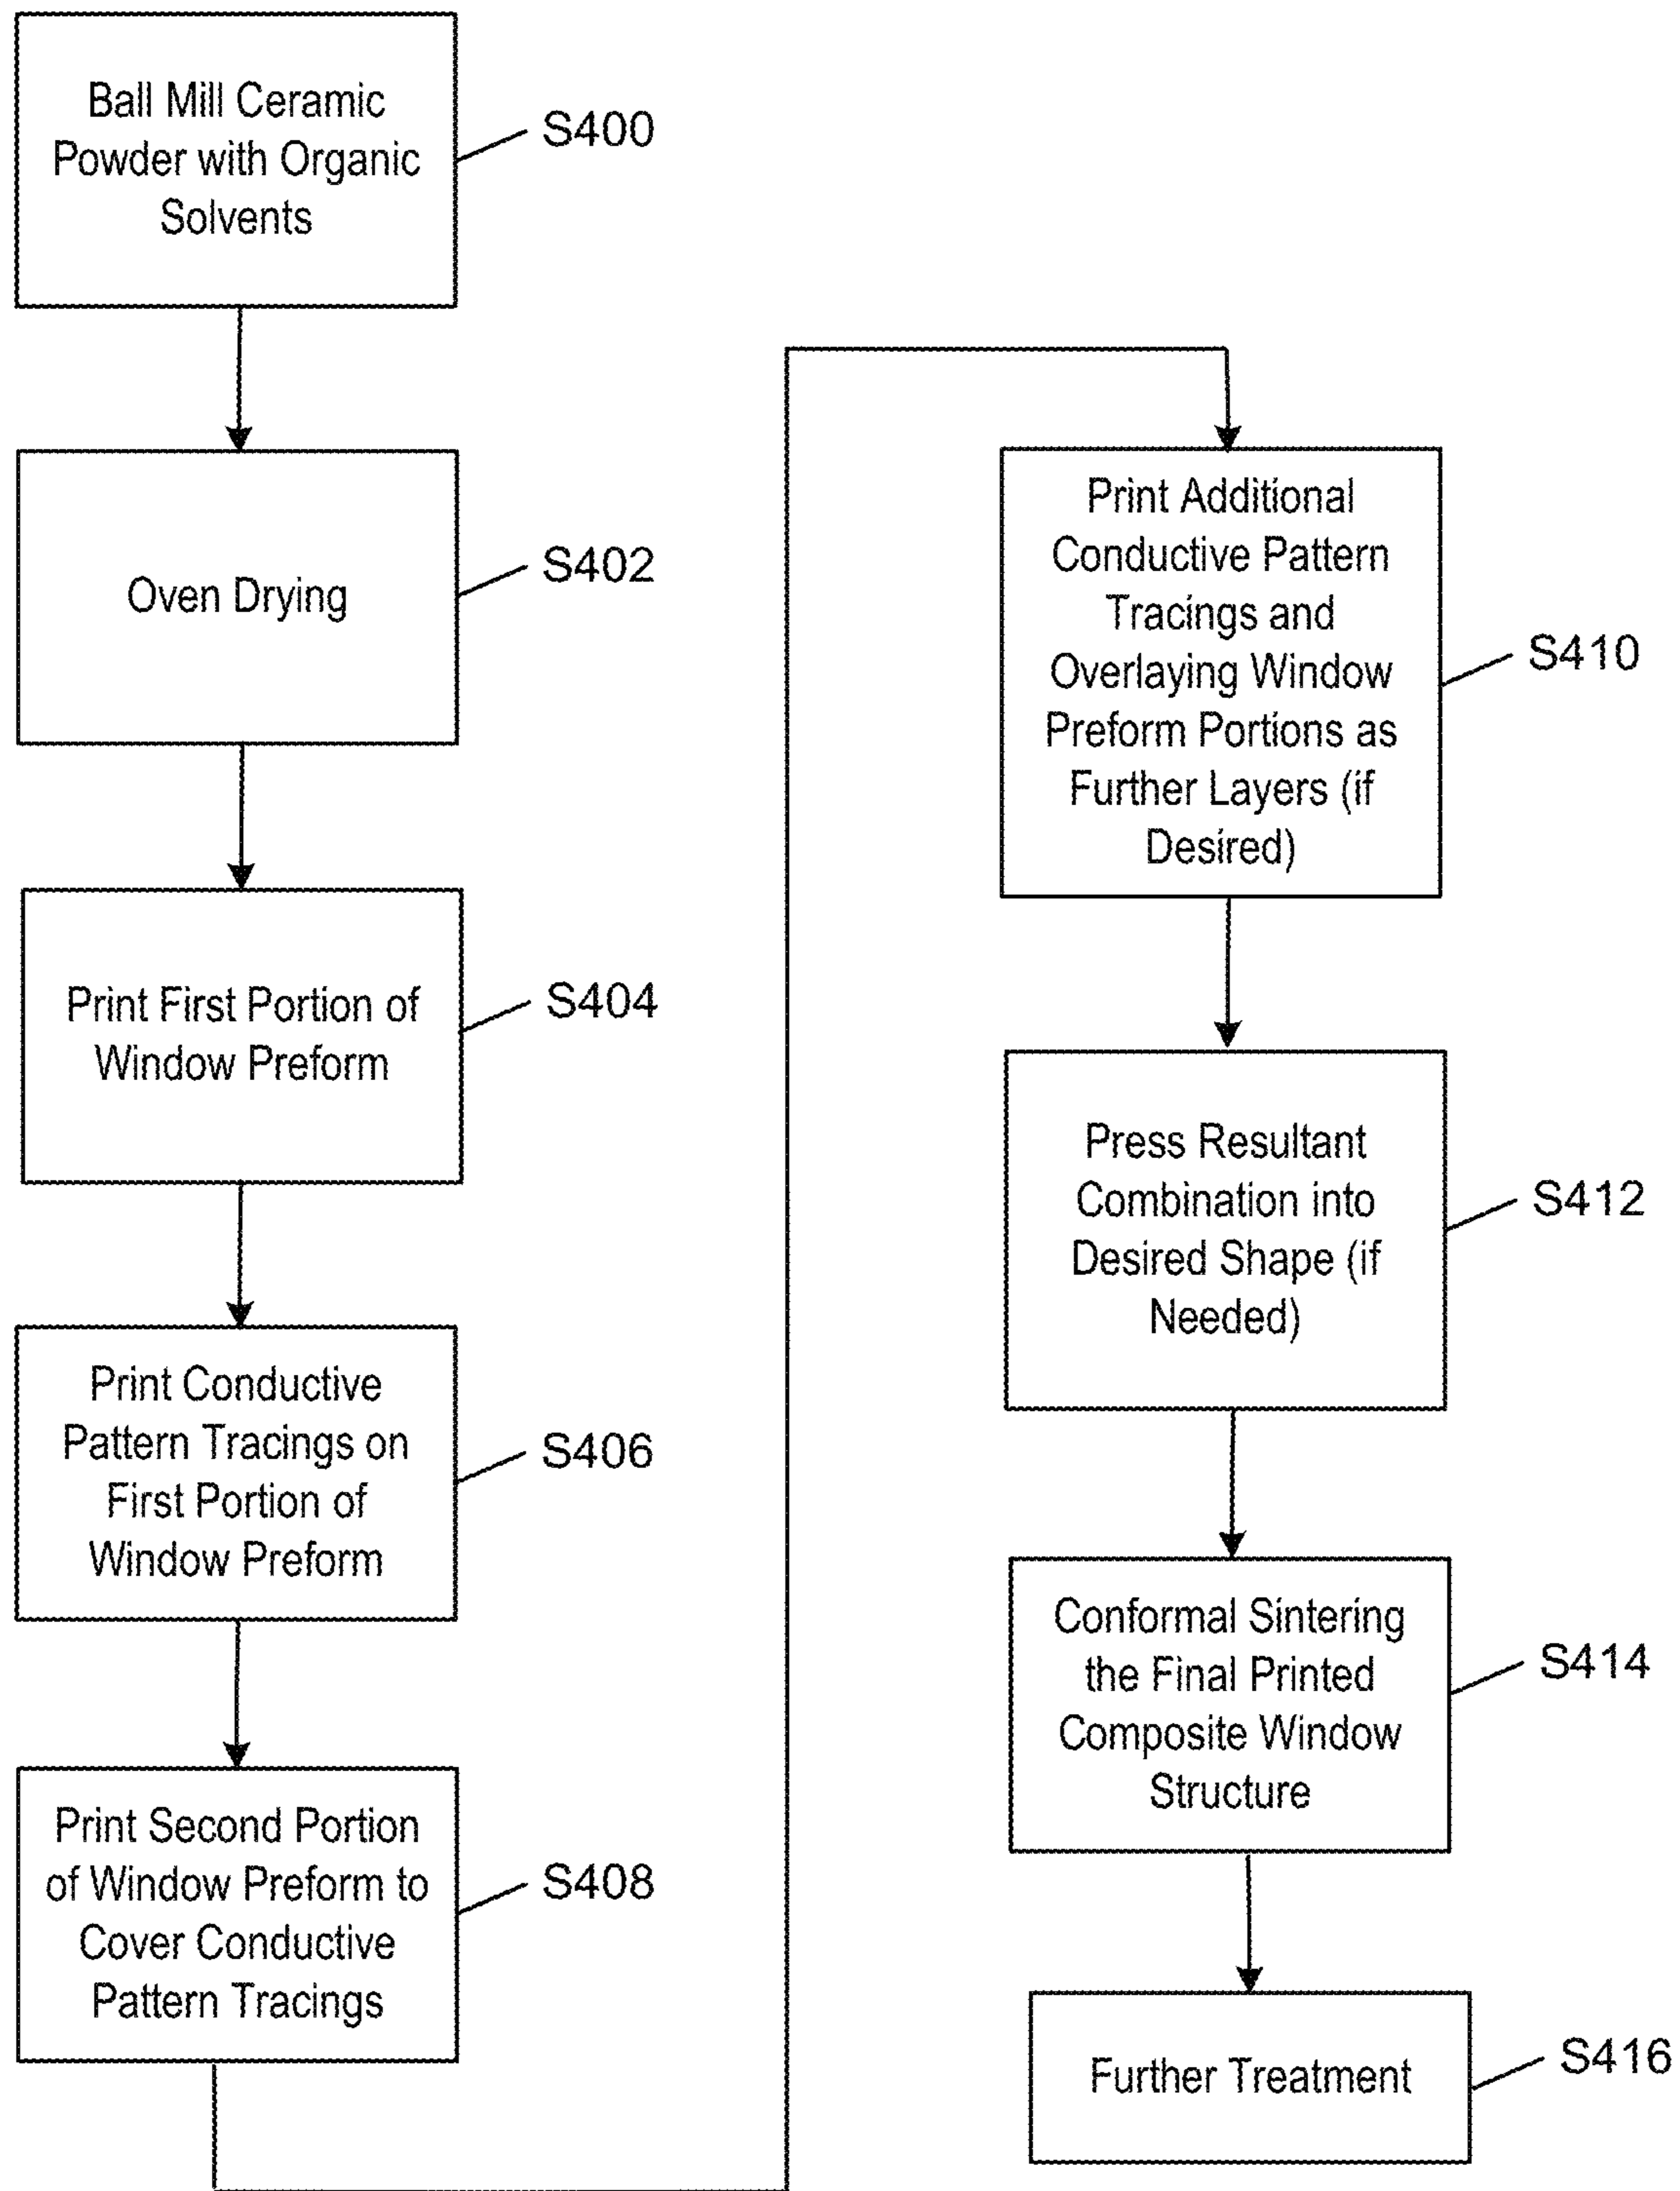 Ball Mill Ceramic
Powder with Organic
Solvents
S400
Oven Drying
S402
Print First Portion of
Window Preform
S404
Print Conductive
Pattern Tracings on
First Portion of
Window Preform
S406
Print Second Portion
of Window Preform to
Cover Conductive
Pattern Tracings
S408
Print Additional
Conductive Pattern
Tracings and
Overlaying Window
Preform Portions as
Further Layers (if
Desired)
S410
Press Resultant
Combination into
Desired Shape (if
Needed)
S412
Conformal Sintering
the Final Printed
Composite Window
Structure
S414
Further Treatment
S416